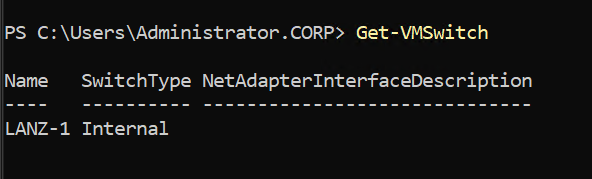 PS C:\Users\Administrator.CORP> Get-VMSwitch
Name   SwitchType NetAdapterInterfaceDescription
----   ---------- ------------------------------
LANZ-1 Internal